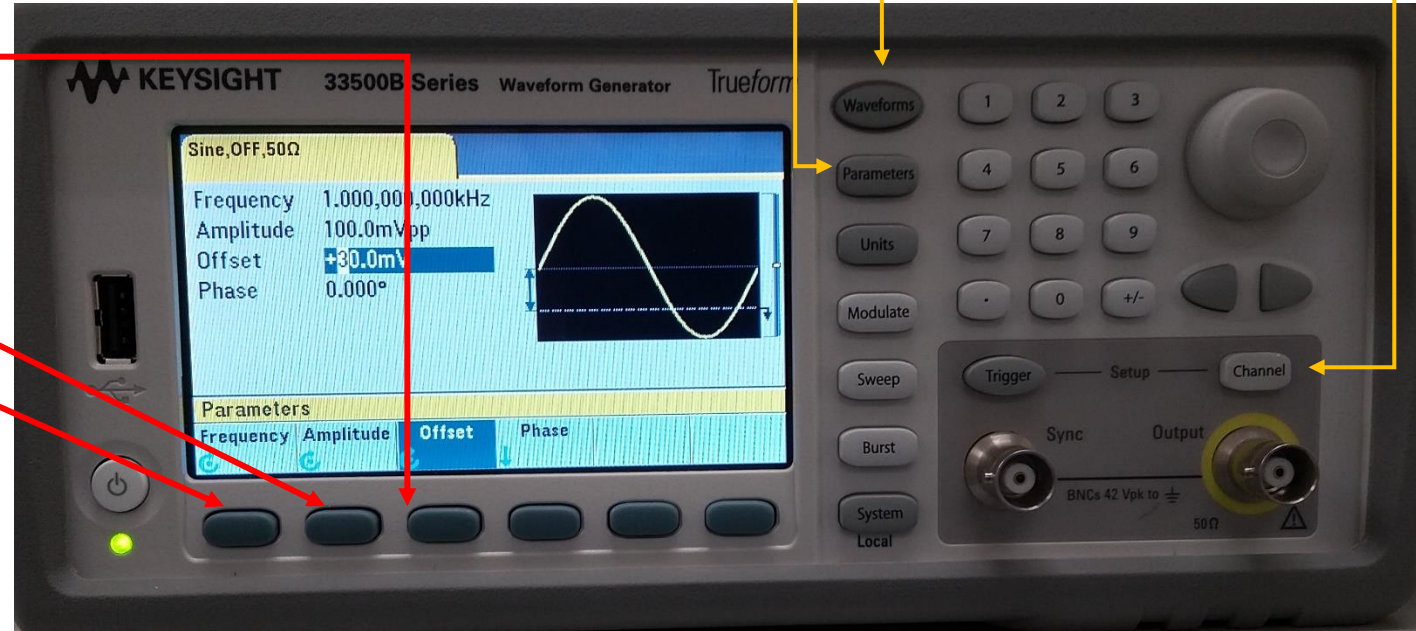 KEYSIGHT 33500B Series Waveform Generator Trueform
Sine,OFF,50Ω
Frequency 1.000,000,000kHz
Amplitude 100.0mVpp
Offset +30.0mV
Phase 0.000°
Parameters
Frequency Amplitude Offset Phase
Waveforms
Parameters
Units
Modulate
Sweep
Burst
System
Local
1 2 3
4 5 6
7 8 9
. 0 +/-
Trigger Setup Channel
Sync Output
BNCs 42 Vpk to ⏚
50Ω